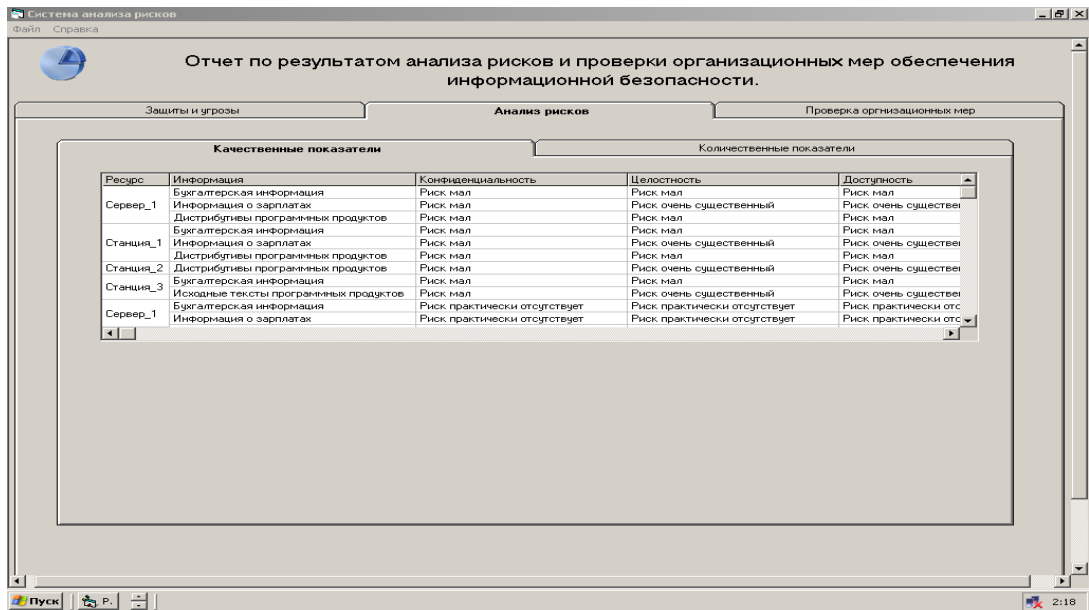 Система анализа рисков
Файл Справка
Отчет по результатом анализа рисков и проверки организационных мер обеспечения
информационной безопасности.
Защиты и угрозы Анализ рисков Проверка оргнизационных мер
Качественные показатели Количественные показатели
Ресурс Информация Конфиденциальность Целостность Доступность
Бухгалтерская информация Риск мал Риск мал Риск мал
Сервер_1 Информация о зарплатах Риск мал Риск очень существенный Риск очень существен
Дистрибутивы программных продуктов Риск мал Риск мал Риск мал
Бухгалтерская информация Риск мал Риск мал Риск мал
Станция_1 Информация о зарплатах Риск мал Риск очень существенный Риск очень существен
Дистрибутивы программных продуктов Риск мал Риск мал Риск мал
Станция_2 Дистрибутивы программных продуктов Риск мал Риск очень существенный Риск очень существен
Станция_3 Бухгалтерская информация Риск мал Риск мал Риск мал
Исходные тексты программных продуктов Риск мал Риск очень существенный Риск очень существен
Сервер_1 Бухгалтерская информация Риск практически отсутствует Риск практически отсутствует Риск практически отс
Информация о зарплатах Риск практически отсутствует Риск практически отсутствует Риск практически отс
Пуск Р. 2:18